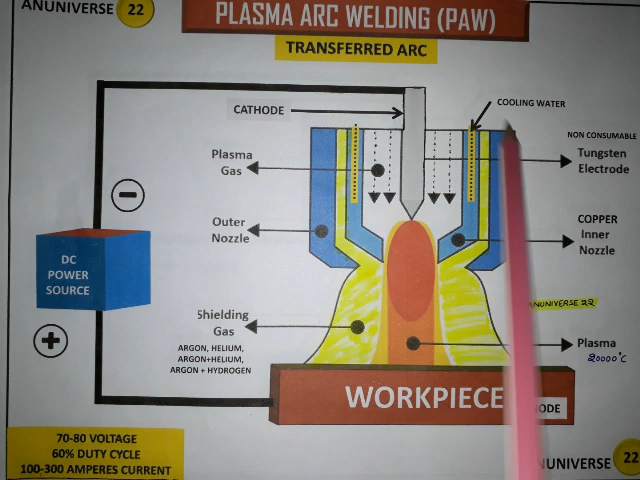 ANUNIVERSE 22
PLASMA ARC WELDING (PAW)
TRANSFERRED ARC
CATHODE
COOLING WATER
NON CONSUMABLE
Plasma
Gas
Tungsten
Electrode
Outer
Nozzle
COPPER
Inner
Nozzle
DC
POWER
SOURCE
ANUNIVERSE 22
Shielding
Gas
ARGON, HELIUM,
ARGON+HELIUM,
ARGON + HYDROGEN
Plasma
20000°C
WORKPIECE
70-80 VOLTAGE
60% DUTY CYCLE
100-300 AMPERES CURRENT
22